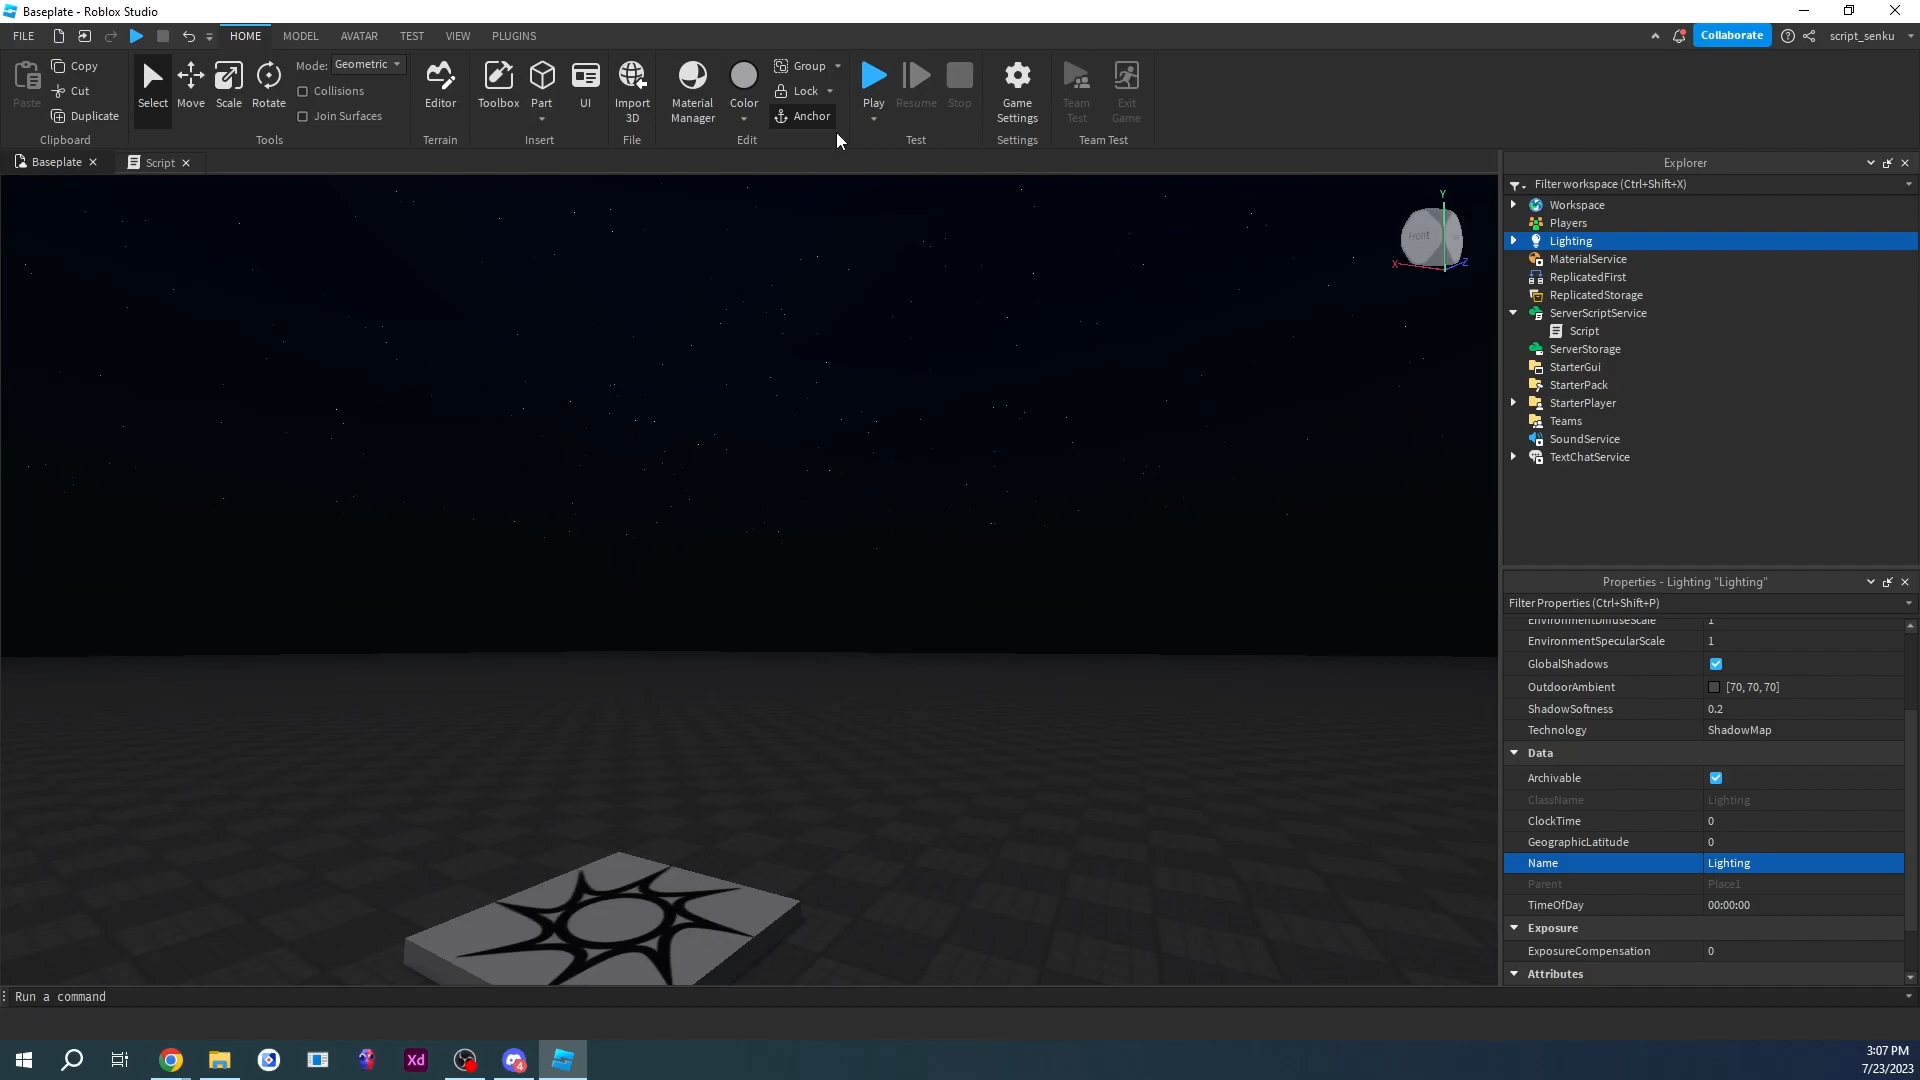 Baseplate - Roblox Studio
FILE HOME MODEL AVATAR TEST VIEW PLUGINS Collaborate script_senku
Copy
Cut
Duplicate
Paste
Clipboard
Select Move Scale Rotate
Mode: Geometric
Collisions
Join Surfaces
Tools
Editor
Terrain
Toolbox Part UI
Insert
Import
3D
File
Material
Manager
Color
Group
Lock
Anchor
Edit
Play Resume Stop
Test
Game
Settings
Settings
Team
Test
Exit
Game
Team Test
Baseplate
Script
Front
Y
X
Z
Explorer
Filter workspace (Ctrl+Shift+X)
Workspace
Players
Lighting
MaterialService
ReplicatedFirst
ReplicatedStorage
ServerScriptService
Script
ServerStorage
StarterGui
StarterPack
StarterPlayer
Teams
SoundService
TextChatService
Properties - Lighting "Lighting"
Filter Properties (Ctrl+Shift+P)
EnvironmentDiffuseScale 1
EnvironmentSpecularScale 1
GlobalShadows
OutdoorAmbient [70, 70, 70]
ShadowSoftness 0.2
Technology ShadowMap
Data
Archivable
ClassName Lighting
ClockTime 0
GeographicLatitude 0
Name Lighting
Parent Place1
TimeOfDay 00:00:00
Exposure
ExposureCompensation 0
Attributes
Run a command
Xd
4
3:07 PM
7/23/2023